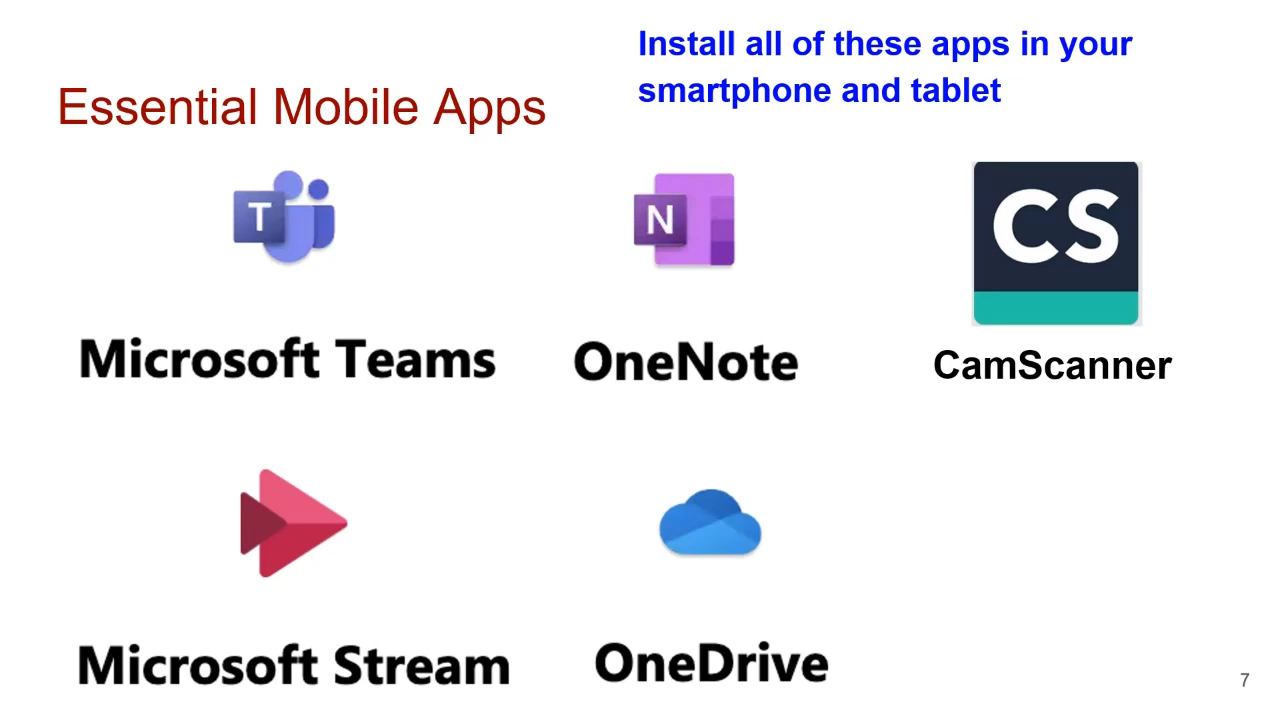 Install all of these apps in your
smartphone and tablet
Essential Mobile Apps
T
N
CS
Microsoft Teams
OneNote
CamScanner
Microsoft Stream
OneDrive
7